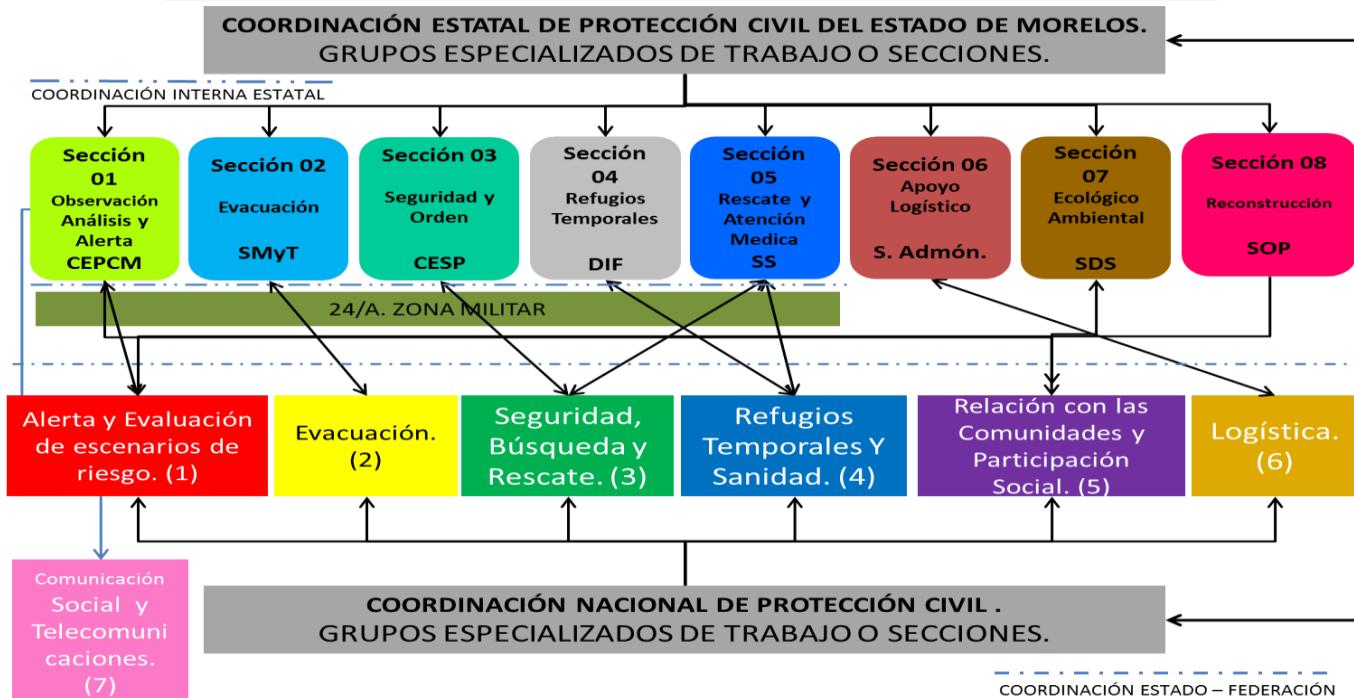 COORDINACIÓN ESTATAL DE PROTECCIÓN CIVIL DEL ESTADO DE MORELOS.
GRUPOS ESPECIALIZADOS DE TRABAJO O SECCIONES.
COORDINACIÓN INTERNA ESTATAL
Sección
01
Observación
Análisis y
Alerta
CEPCM
Sección 02
Evacuación
SMyT
Sección 03
Seguridad y
Orden
CESP
Sección
04
Refugios
Temporales
DIF
Sección
05
Rescate y
Atención
Medica
SS
Sección 06
Apoyo
Logístico
S. Admón.
Sección
07
Ecológico
Ambiental
SDS
Sección 08
Reconstrucción
SOP
24/A. ZONA MILITAR
Alerta y Evaluación
de escenarios de
riesgo. (1)
Evacuación.
(2)
Seguridad,
Búsqueda y
Rescate. (3)
Refugios
Temporales Y
Sanidad. (4)
Relación con las
Comunidades y
Participación
Social. (5)
Logística.
(6)
Comunicación
Social y
Telecomuni
caciones.
(7)
COORDINACIÓN NACIONAL DE PROTECCIÓN CIVIL .
GRUPOS ESPECIALIZADOS DE TRABAJO O SECCIONES.
COORDINACIÓN ESTADO – FEDERACIÓN